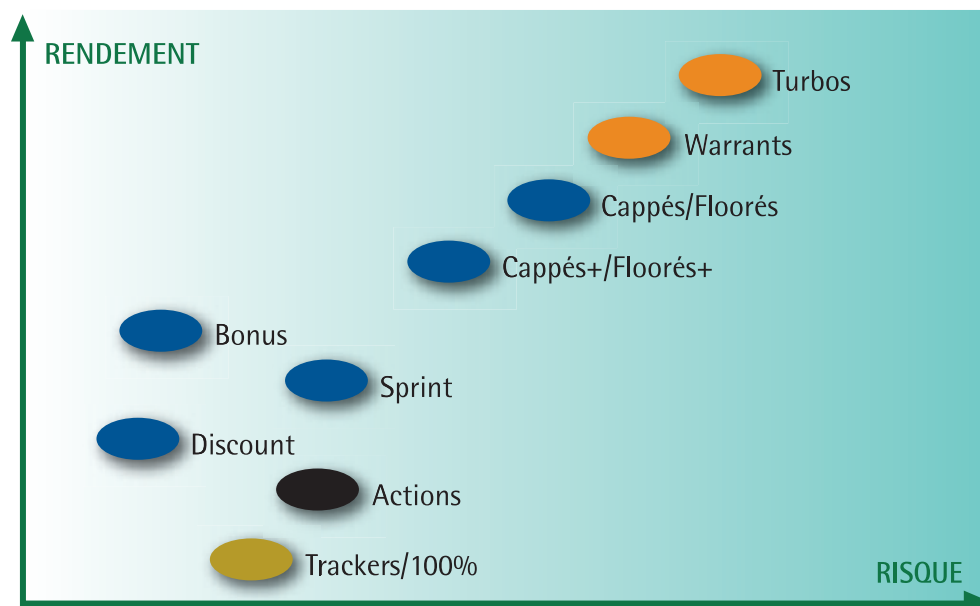 RENDEMENT
Turbos
Warrants
Cappés/Floorés
Cappés+/Floorés+
Bonus
Sprint
Discount
Actions
Trackers/100%
RISQUE